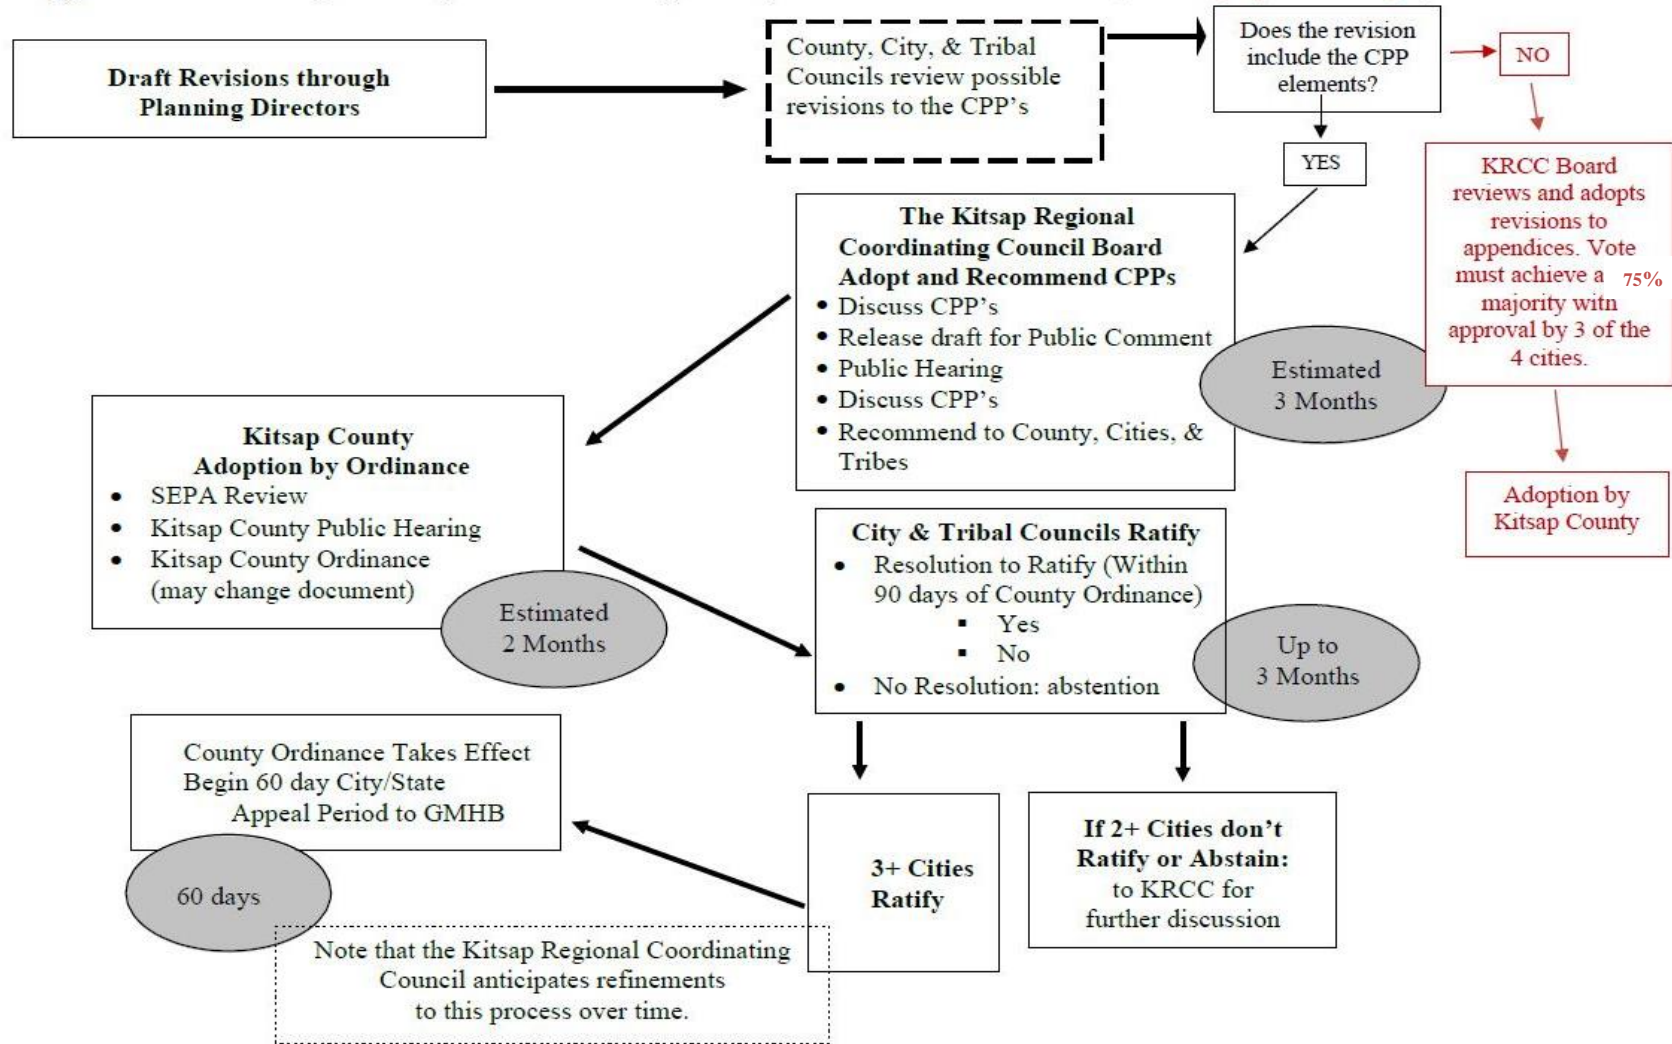 Draft Revisions through
Planning Directors
County, City, & Tribal
Councils review possible
revisions to the CPP's
Does the revision
include the CPP
elements?
NO
YES
KRCC Board
reviews and adopts
revisions to
appendices. Vote
must achieve a 75%
majority with
approval by 3 of the
4 cities.
Adoption by
Kitsap County
The Kitsap Regional
Coordinating Council Board
Adopt and Recommend CPPs
• Discuss CPP's
• Release draft for Public Comment
• Public Hearing
• Discuss CPP's
• Recommend to County, Cities, &
Tribes
Estimated
3 Months
Kitsap County
Adoption by Ordinance
• SEPA Review
• Kitsap County Public Hearing
• Kitsap County Ordinance
(may change document)
Estimated
2 Months
City & Tribal Councils Ratify
• Resolution to Ratify (Within
90 days of County Ordinance)
▪ Yes
▪ No
• No Resolution: abstention
Up to
3 Months
3+ Cities
Ratify
If 2+ Cities don't
Ratify or Abstain:
to KRCC for
further discussion
County Ordinance Takes Effect
Begin 60 day City/State
Appeal Period to GMHB
60 days
Note that the Kitsap Regional Coordinating
Council anticipates refinements
to this process over time.